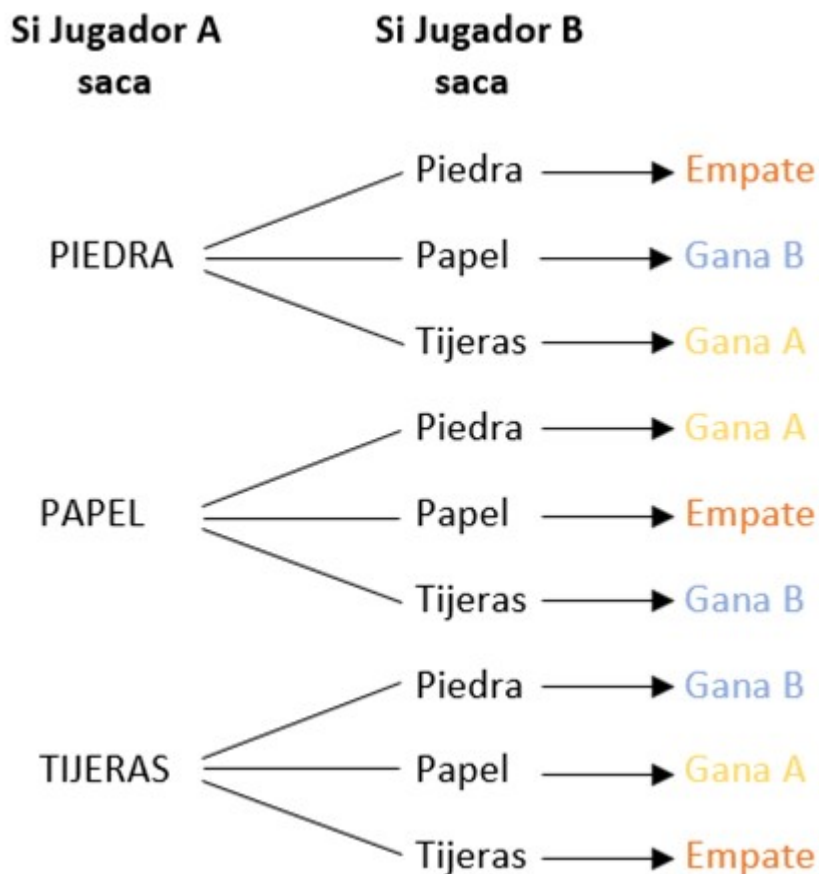 Si Jugador A Si Jugador B
saca saca
Piedra Empate
PIEDRA Papel Gana B
Tijeras Gana A
Piedra Gana A
PAPEL Papel Empate
Tijeras Gana B
Piedra Gana B
TIJERAS Papel Gana A
Tijeras Empate